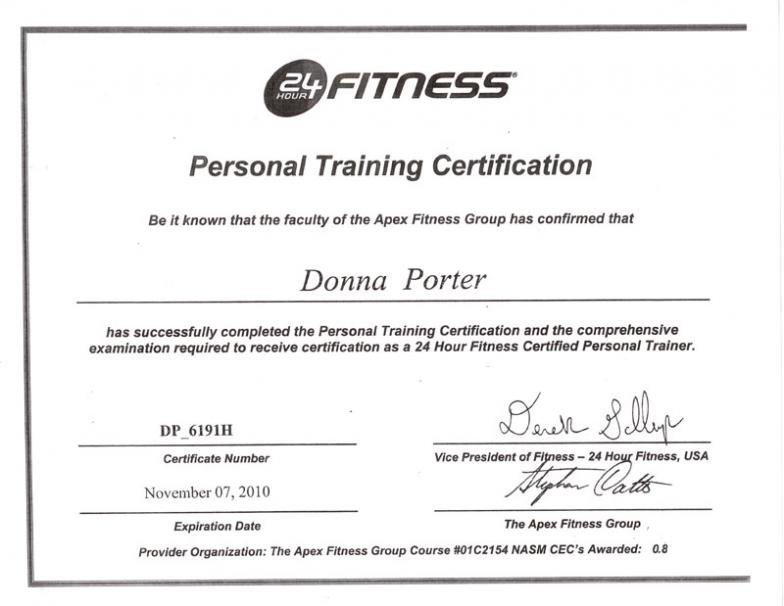 24 HOUR FITNESS®
Personal Training Certification
Be it known that the faculty of the Apex Fitness Group has confirmed that
Donna Porter
has successfully completed the Personal Training Certification and the comprehensive
examination required to receive certification as a 24 Hour Fitness Certified Personal Trainer.
DP_6191H
Certificate Number
Derek
Vice President of Fitness – 24 Hour Fitness, USA
November 07, 2010
Expiration Date
The Apex Fitness Group
Provider Organization: The Apex Fitness Group Course #01C2154 NASM CEC's Awarded: 0.8